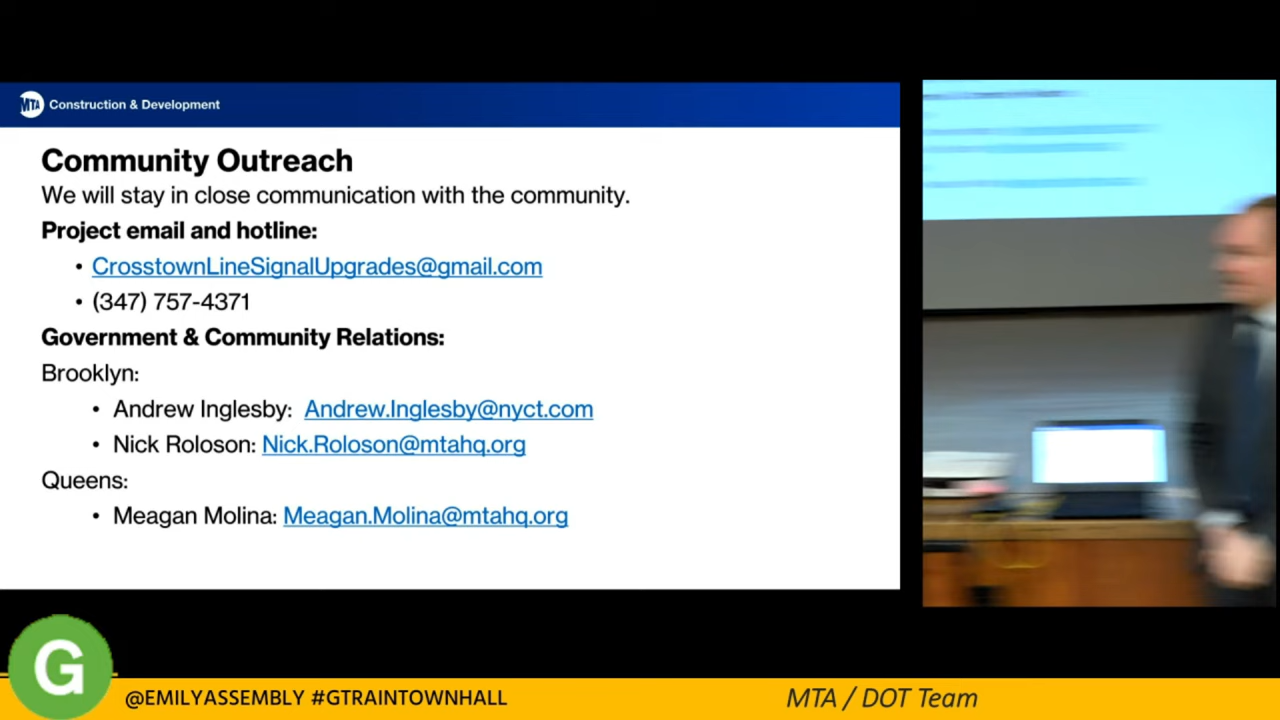 MTA Construction & Development
Community Outreach
We will stay in close communication with the community.
Project email and hotline:
• CrosstownLineSignalUpgrades@gmail.com
• (347) 757-4371
Government & Community Relations:
Brooklyn:
• Andrew Inglesby: Andrew.Inglesby@nyct.com
• Nick Roloson: Nick.Roloson@mtahq.org
Queens:
• Meagan Molina: Meagan.Molina@mtahq.org
G
@EMILYASSEMBLY #GTRAINTOWNHALL
MTA / DOT Team